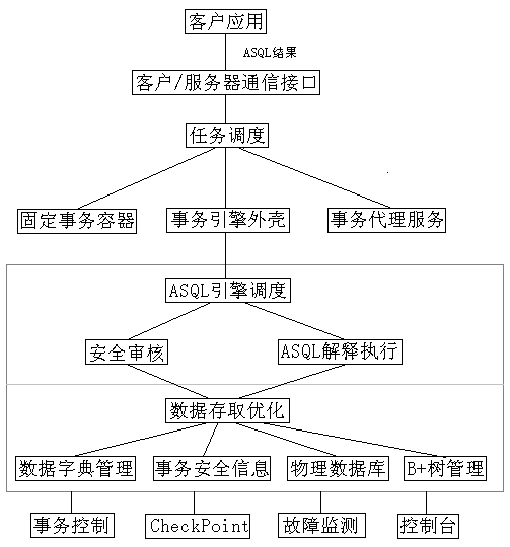 客户应用
ASQL结果
客户/服务器通信接口
任务调度
固定事务容器
事务引擎外壳
事务代理服务
ASQL引擎调度
安全审核
ASQL解释执行
数据存取优化
数据字典管理
事务安全信息
物理数据库
B+树管理
事务控制
CheckPoint
故障监测
控制台